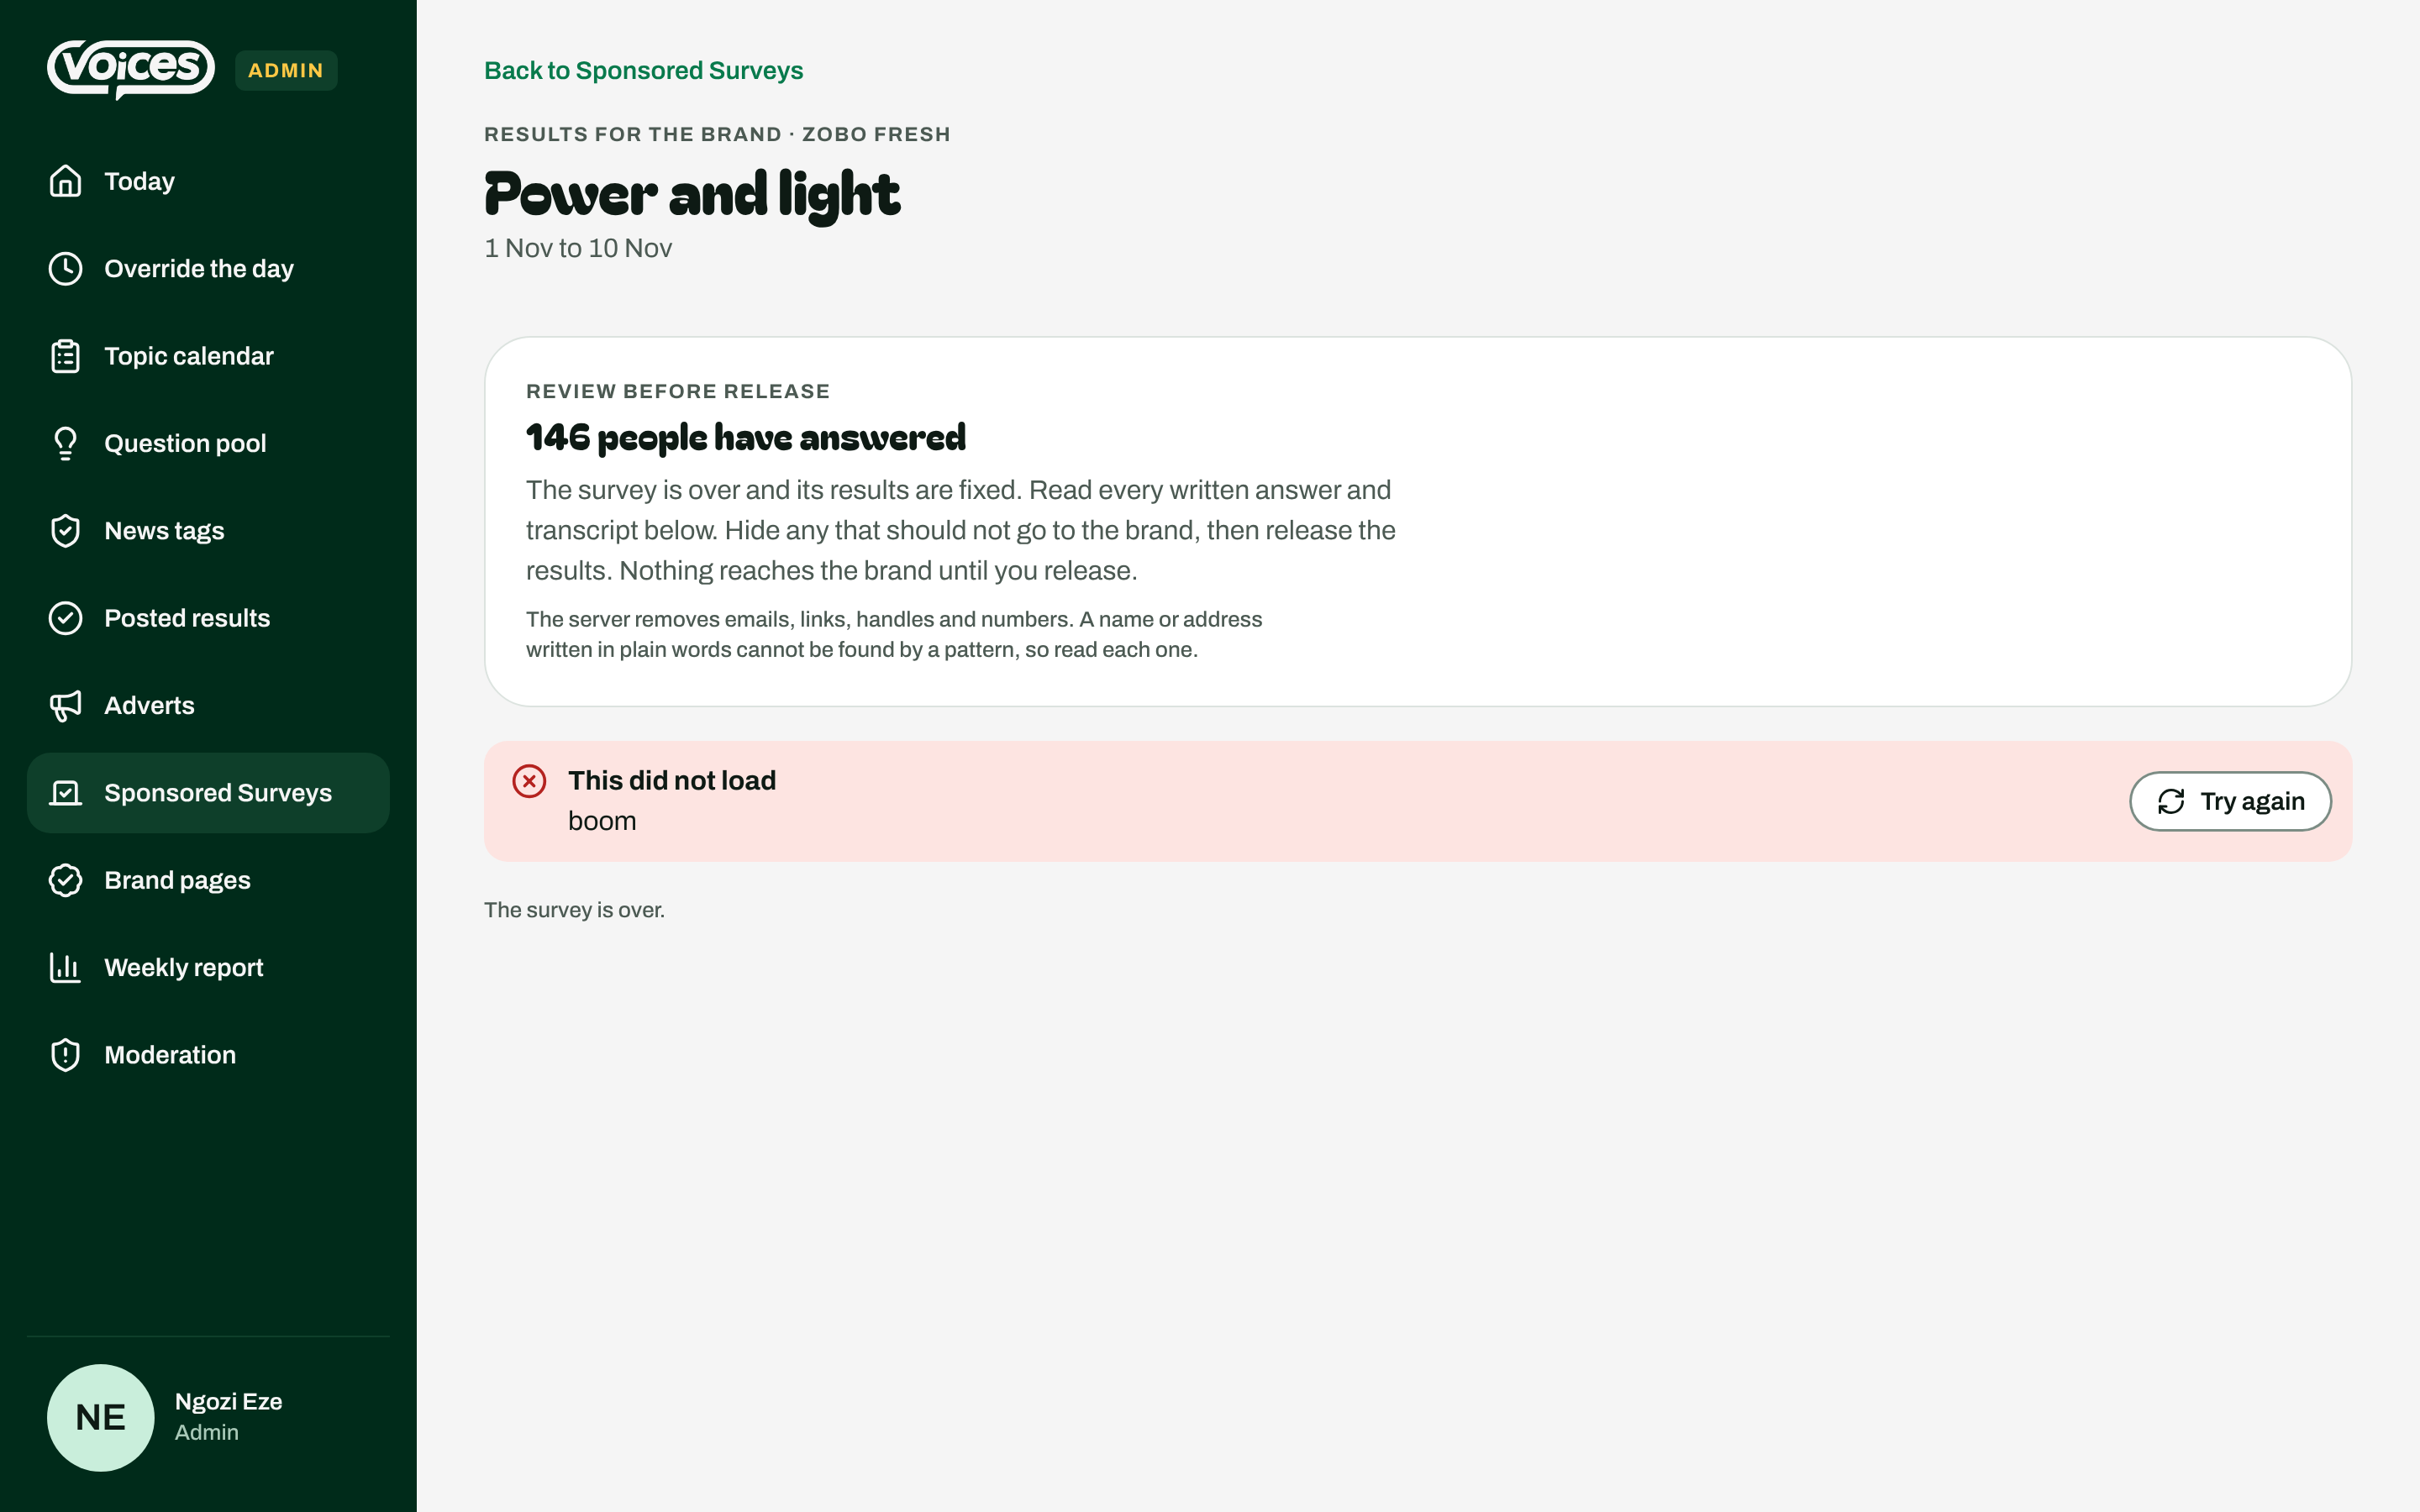 Voices
ADMIN
Today
Override the day
Topic calendar
Question pool
News tags
Posted results
Adverts
Sponsored Surveys
Brand pages
Weekly report
Moderation
NE
Ngozi Eze
Admin
Back to Sponsored Surveys
RESULTS FOR THE BRAND · ZOBO FRESH
Power and light
1 Nov to 10 Nov
REVIEW BEFORE RELEASE
146 people have answered
The survey is over and its results are fixed. Read every written answer and
transcript below. Hide any that should not go to the brand, then release the
results. Nothing reaches the brand until you release.
The server removes emails, links, handles and numbers. A name or address
written in plain words cannot be found by a pattern, so read each one.
This did not load
boom
Try again
The survey is over.